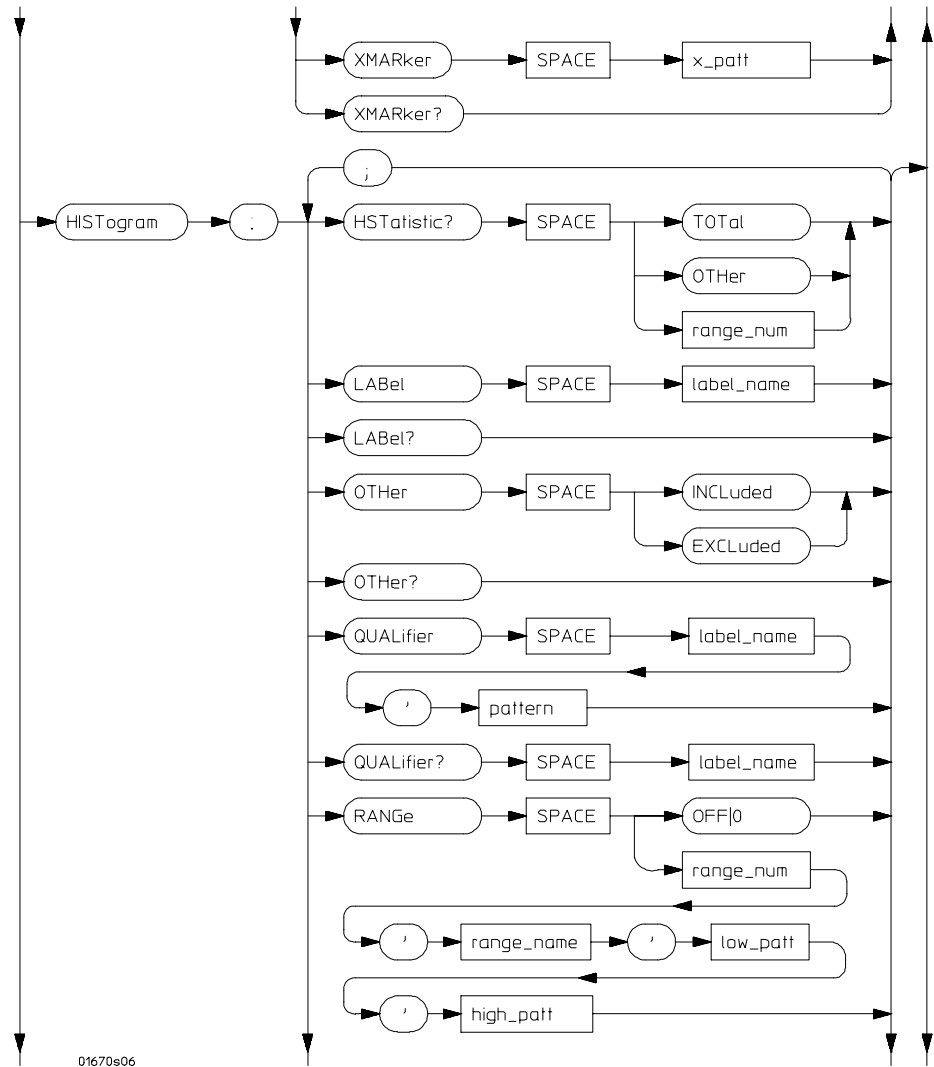 XMARker SPACE x_patt
XMARker?
;
HISTogram : HSTatistic? SPACE TOTal
OTHer
range_num
LABel SPACE label_name
LABel?
OTHer SPACE INCLuded
EXCLuded
OTHer?
QUALifier SPACE label_name
, pattern
QUALifier? SPACE label_name
RANGe SPACE OFF|0
range_num
, range_name , low_patt
, high_patt
01670s06